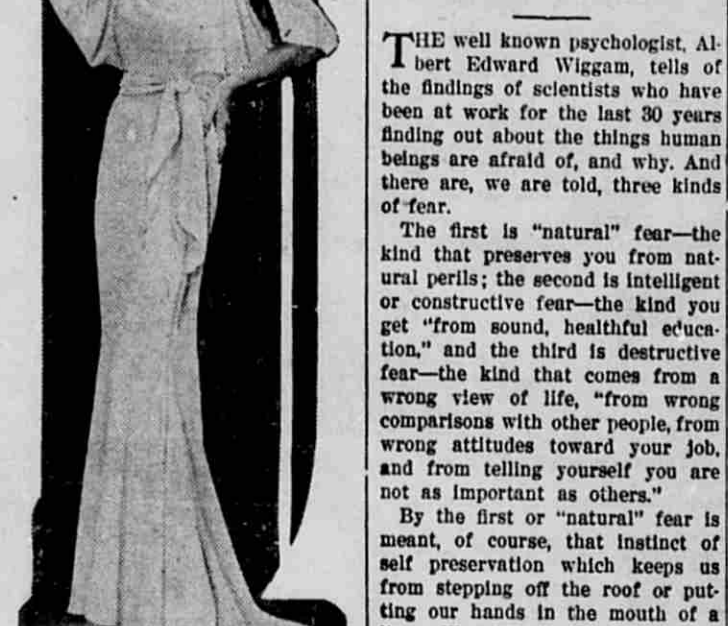 THE well known psychologist, Al-
bert Edward Wiggam, tells of
the findings of scientists who have
been at work for the last 30 years
finding out about the things human
beings are afraid of, and why. And
there are, we are told, three kinds
of fear.
The first is "natural" fear—the
kind that preserves you from nat-
ural perils; the second is intelligent
or constructive fear—the kind you
get "from sound, healthful educa-
tion," and the third is destructive
fear—the kind that comes from a
wrong view of life, "from wrong
comparisons with other people, from
wrong attitudes toward your job,
and from telling yourself you are
not as important as others."
By the first or "natural" fear is
meant, of course, that instinct of
self preservation which keeps us
from stepping off the roof or put-
ting our hands in the mouth of a